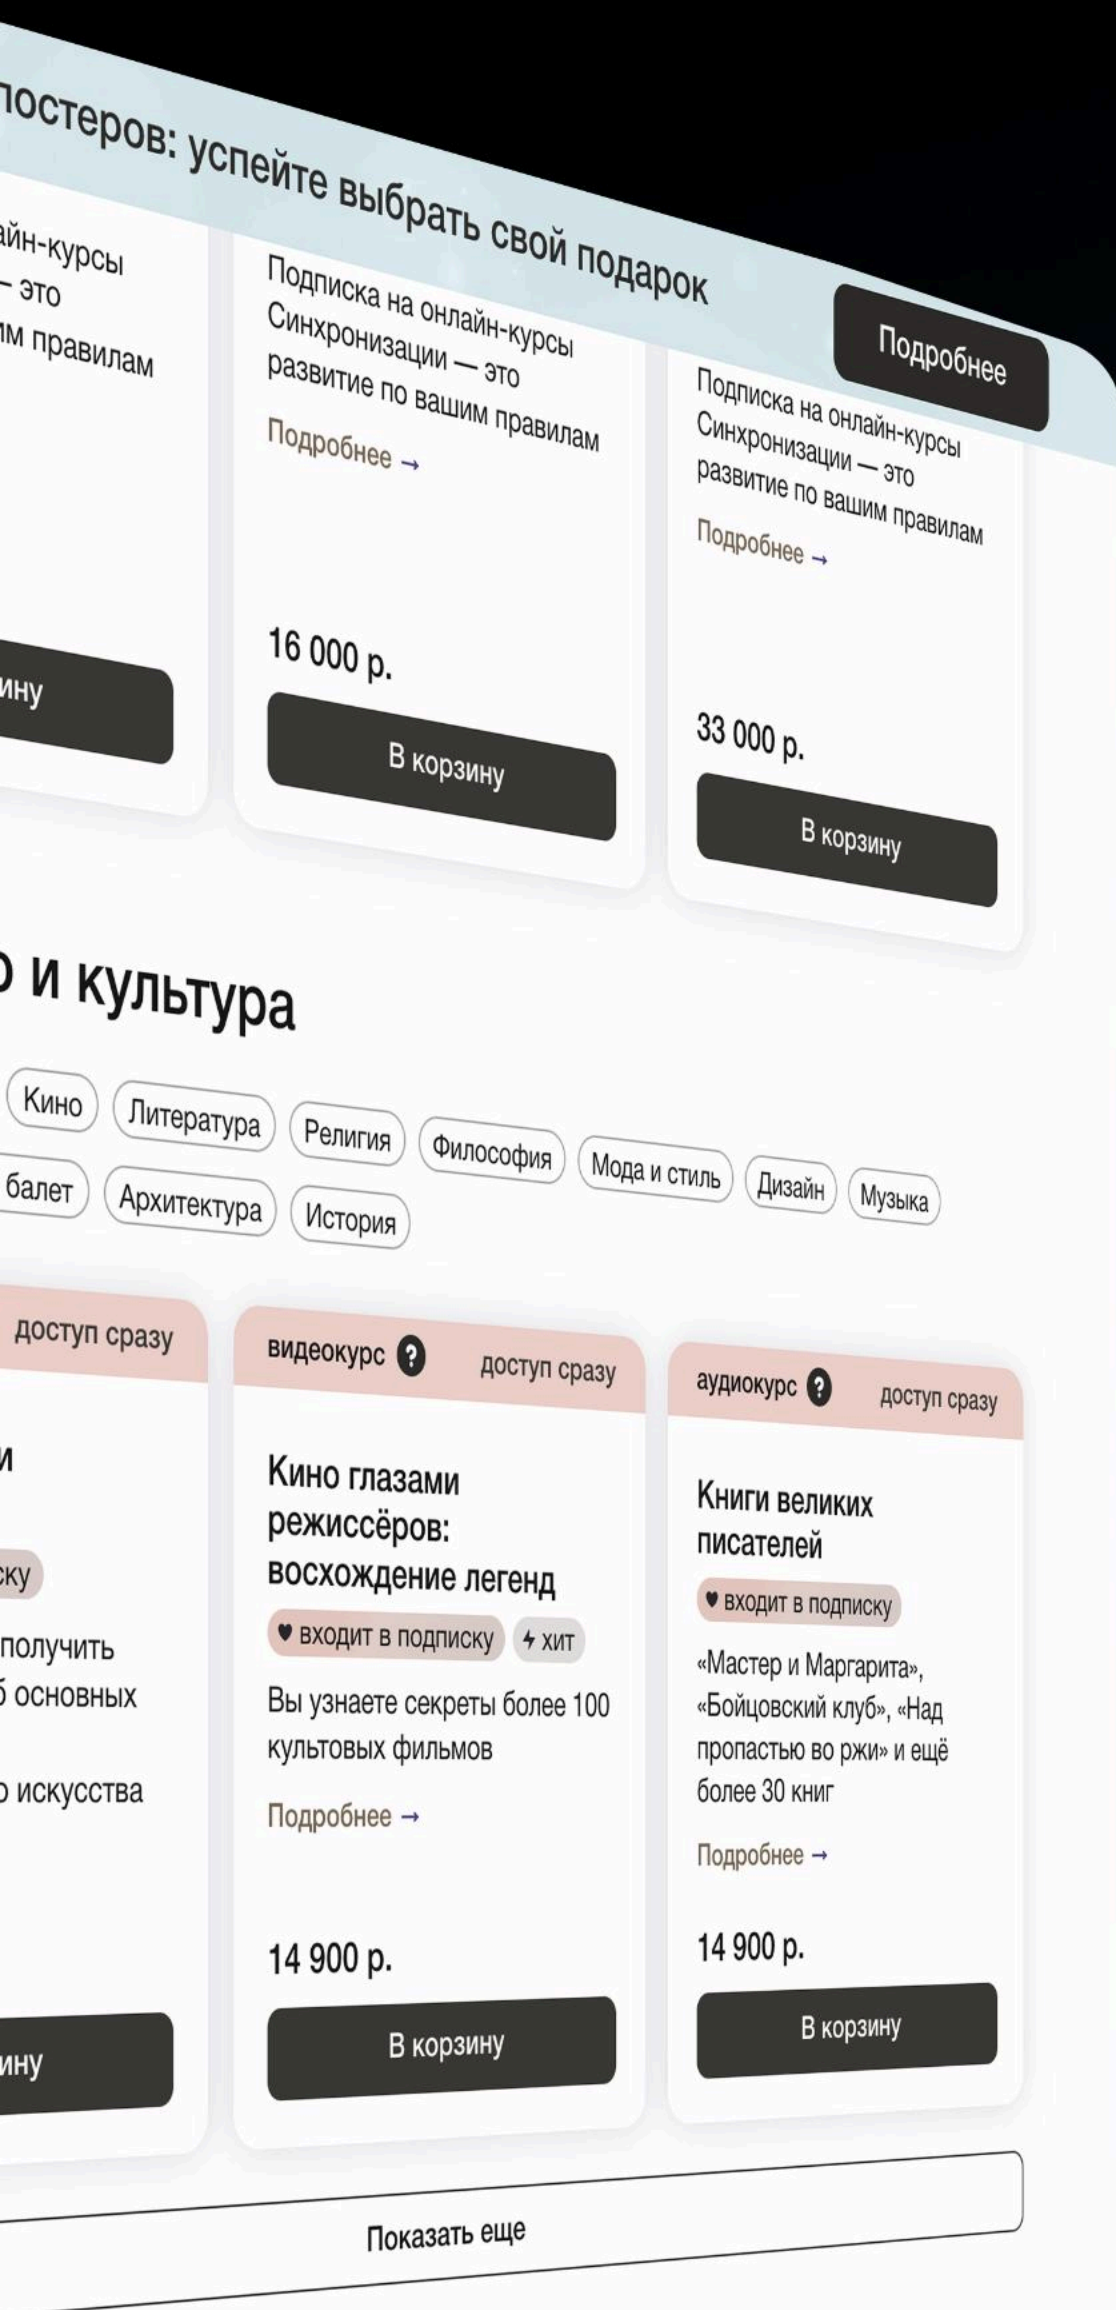 постеров: успейте выбрать свой подарок
Подробнее
онлайн-курсы
— это
правилам
Подписка на онлайн-курсы
Синхронизации — это
развитие по вашим правилам
Подробнее →
16 000 р.
В корзину
Подписка на онлайн-курсы
Синхронизации — это
развитие по вашим правилам
Подробнее →
33 000 р.
В корзину
и культура
Кино
Литература
Религия
Философия
Мода и стиль
Дизайн
Музыка
балет
Архитектура
История
доступ сразу
получить
основных
искусства
видеокурс ? доступ сразу
Кино глазами
режиссёров:
восхождение легенд
♥ входит в подписку
хит
Вы узнаете секреты более 100
культовых фильмов
Подробнее →
14 900 р.
В корзину
аудиокурс ? доступ сразу
Книги великих
писателей
♥ входит в подписку
«Мастер и Маргарита»,
«Бойцовский клуб», «Над
пропастью во ржи» и ещё
более 30 книг
Подробнее →
14 900 р.
В корзину
Показать еще